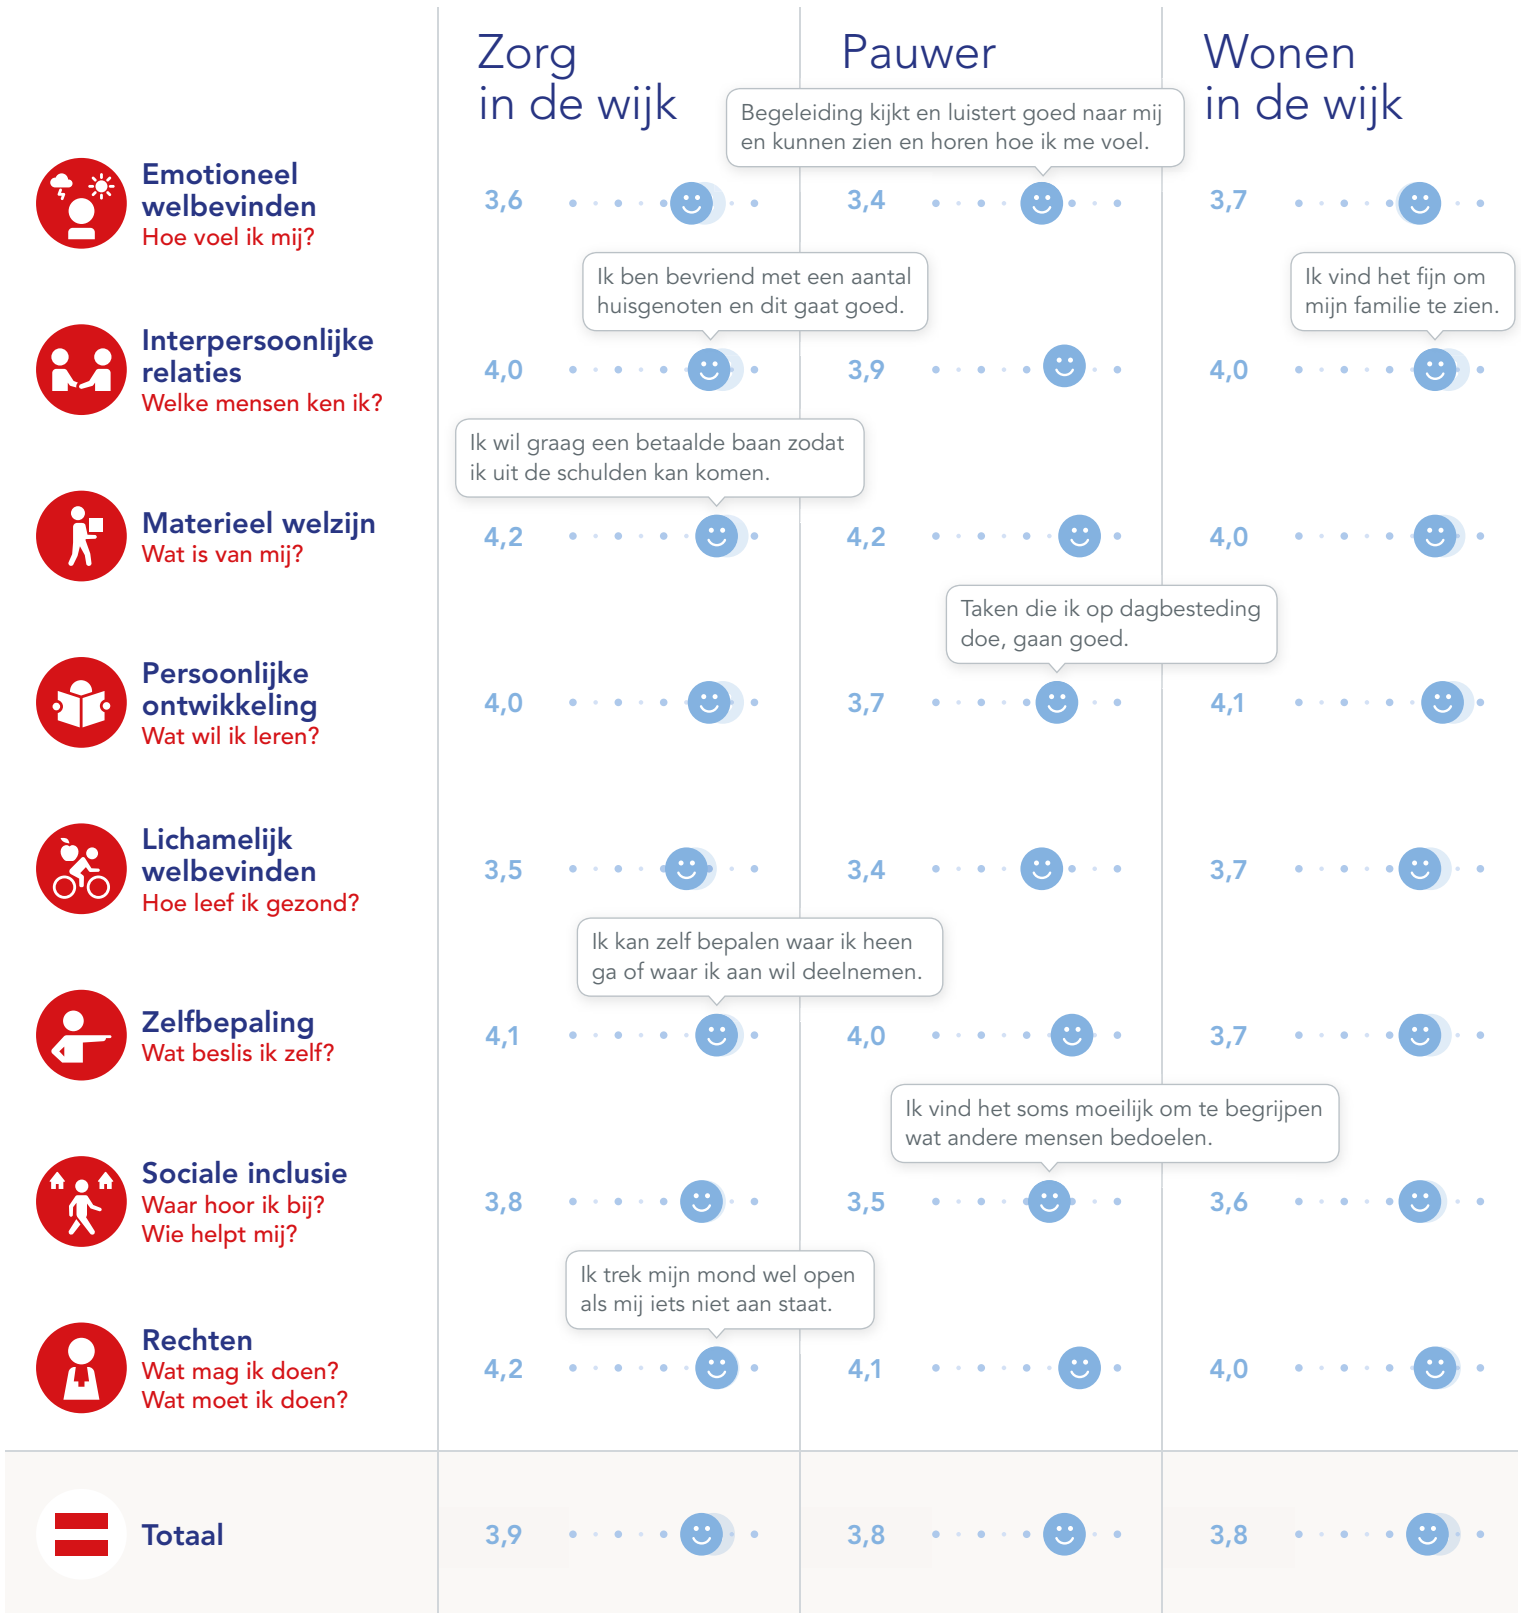 Zorg
in de wijk
Pauwer
Wonen
in de wijk
Begeleiding kijkt en luistert goed naar mij
en kunnen zien en horen hoe ik me voel.
Emotioneel
welbevinden
Hoe voel ik mij?
3,6
3,4
3,7
Ik ben bevriend met een aantal
huisgenoten en dit gaat goed.
Ik vind het fijn om
mijn familie te zien.
Interpersoonlijke
relaties
Welke mensen ken ik?
4,0
3,9
4,0
Ik wil graag een betaalde baan zodat
ik uit de schulden kan komen.
Materieel welzijn
Wat is van mij?
4,2
4,2
4,0
Taken die ik op dagbesteding
doe, gaan goed.
Persoonlijke
ontwikkeling
Wat wil ik leren?
4,0
3,7
4,1
Lichamelijk
welbevinden
Hoe leef ik gezond?
3,5
3,4
3,7
Ik kan zelf bepalen waar ik heen
ga of waar ik aan wil deelnemen.
Zelfbepaling
Wat beslis ik zelf?
4,1
4,0
3,7
Ik vind het soms moeilijk om te begrijpen
wat andere mensen bedoelen.
Sociale inclusie
Waar hoor ik bij?
Wie helpt mij?
3,8
3,5
3,6
Ik trek mijn mond wel open
als mij iets niet aan staat.
Rechten
Wat mag ik doen?
Wat moet ik doen?
4,2
4,1
4,0
Totaal
3,9
3,8
3,8